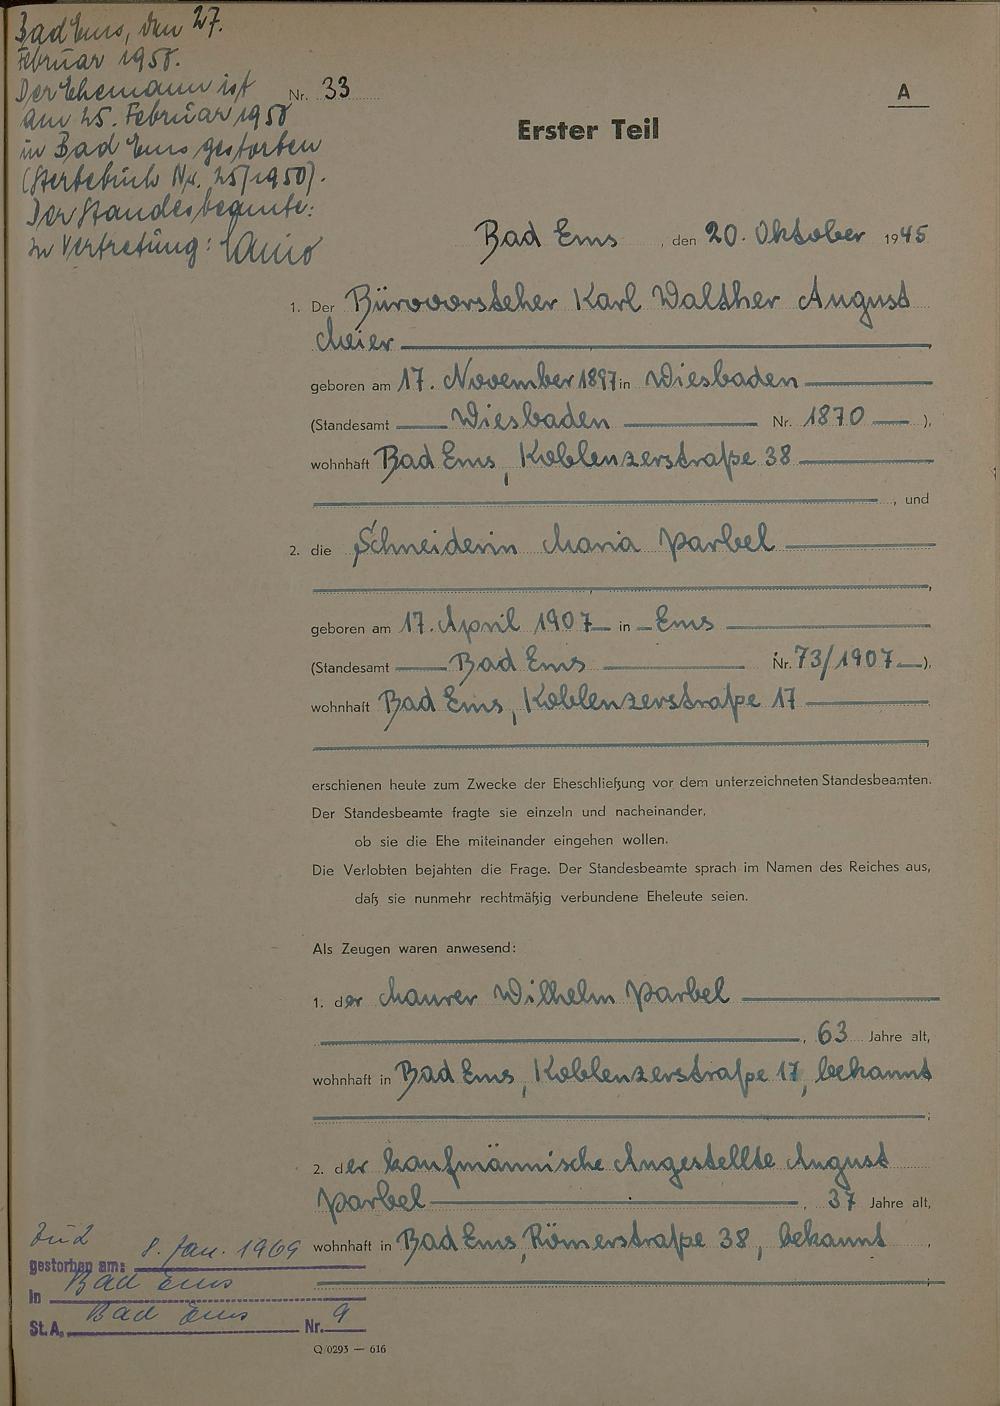 Bad Ems, den 27.
Februar 1950.
Der Ehemann ist
am 25. Februar 1950
in Bad Ems gestorben
(Sterbebuch Nr. 25/1950).
Der Standesbeamte:
In Vertretung:
Nr. 33
A
Erster Teil
Bad Ems, den 20. Oktober 1945
1. Der Bürovorsteher Karl Walther August
Meier
geboren am 17. November 1897 in Wiesbaden
(Standesamt Wiesbaden Nr. 1870),
wohnhaft Bad Ems, Koblenzerstraße 38
, und
2. die Schneiderin Maria Parbel
,
geboren am 17. April 1907 in Ems
(Standesamt Bad Ems Nr. 73/1907),
wohnhaft Bad Ems, Koblenzerstraße 17
,
erschienen heute zum Zwecke der Eheschließung vor dem unterzeichneten Standesbeamten.
Der Standesbeamte fragte sie einzeln und nacheinander,
ob sie die Ehe miteinander eingehen wollen.
Die Verlobten bejahten die Frage. Der Standesbeamte sprach im Namen des Reiches aus,
daß sie nunmehr rechtmäßig verbundene Eheleute seien.
Als Zeugen waren anwesend:
1. der Maurer Wilhelm Parbel
, 63 Jahre alt,
wohnhaft in Bad Ems, Koblenzerstraße 17, bekannt
;
2. der kaufmännische Angestellte August
Parbel, 37 Jahre alt,
wohnhaft in Bad Ems, Römerstraße 38, bekannt,
;
zu 2
gestorben am: 8. Jan. 1969
in Bad Ems
St.A. Bad Ems Nr. 9
Q/0293 — 616